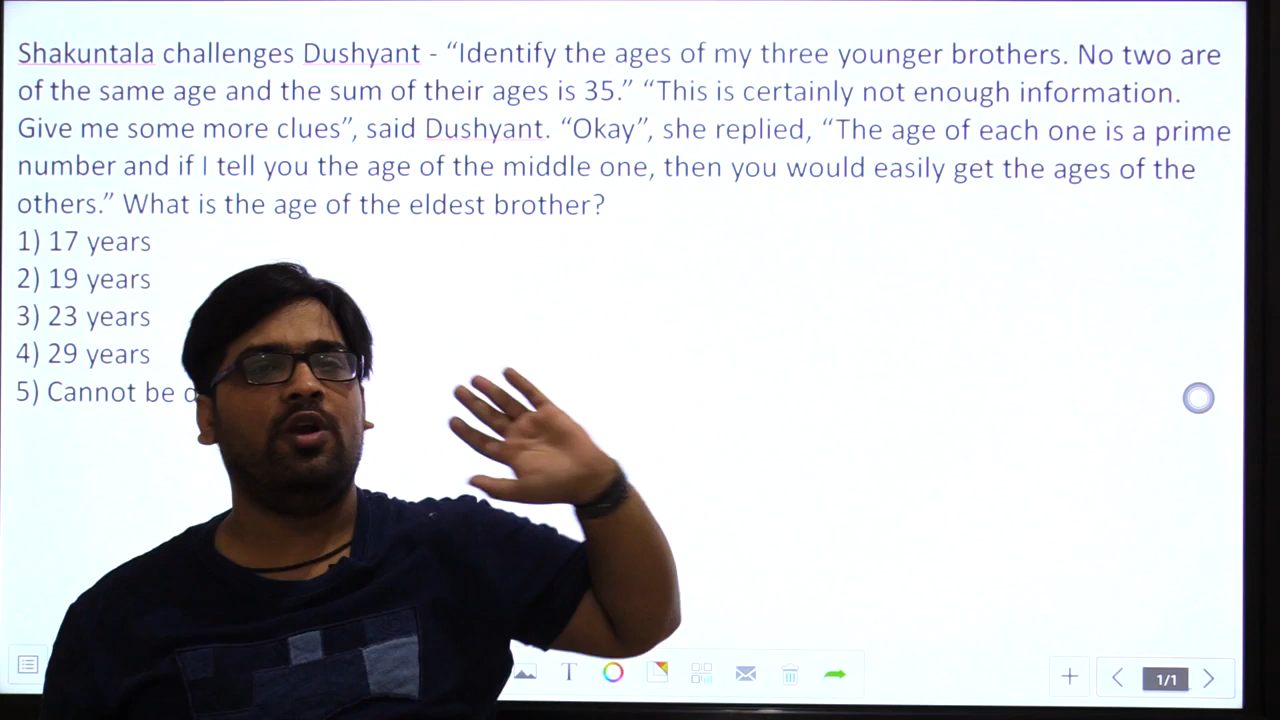 Shakuntala challenges Dushyant - “Identify the ages of my three younger brothers. No two are
of the same age and the sum of their ages is 35.” “This is certainly not enough information.
Give me some more clues”, said Dushyant. “Okay”, she replied, “The age of each one is a prime
number and if I tell you the age of the middle one, then you would easily get the ages of the
others.” What is the age of the eldest brother?
1) 17 years
2) 19 years
3) 23 years
4) 29 years
5) Cannot be
T
1/1